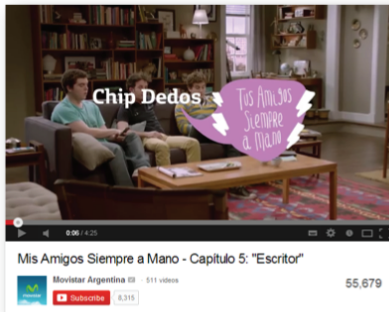 Chip Dedos
Tus Amigos
Siempre
a Mano
0:06 / 4:25
Mis Amigos Siempre a Mano - Capítulo 5: "Escritor"
Movistar Argentina · 511 videos
movistar
Subscribe 8,315
55,679